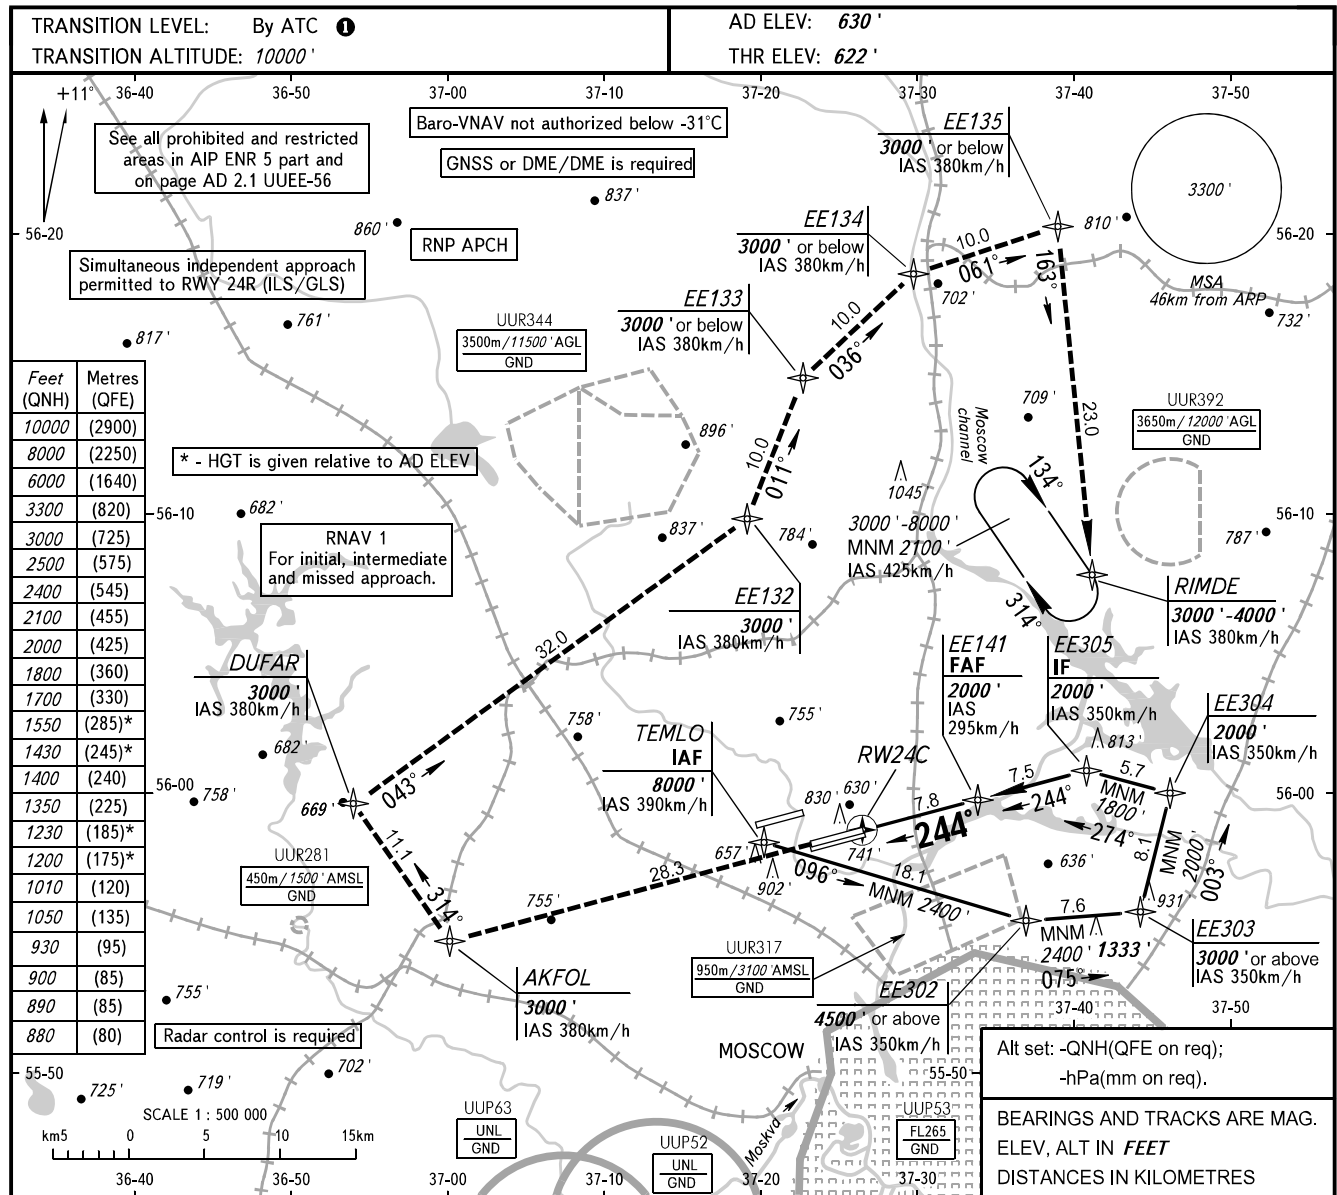 TRANSITION LEVEL: By ATC ❶
TRANSITION ALTITUDE: 10000 '
AD ELEV: 630 '
THR ELEV: 622 '
+11°
36-40
36-50
37-00
37-10
37-20
37-30
37-40
37-50
See all prohibited and restricted
areas in AIP ENR 5 part and
on page AD 2.1 UUEE-56
Baro-VNAV not authorized below -31°C
GNSS or DME/DME is required
EE135
3000 ' or below
IAS 380km/h
3300 '
MSA
46km from ARP
837 '
860 '
RNP APCH
EE134
3000 ' or below
IAS 380km/h
10.0
061°
163°
810 '
56-20
56-20
Simultaneous independent approach
permitted to RWY 24R (ILS/GLS)
702 '
732 '
761 '
817 '
UUR344
3500m/11500 ' AGL
GND
EE133
3000 ' or below
IAS 380km/h
10.0
036°
Feet
(QNH)
Metres
(QFE)
10000 (2900)
8000 (2250)
6000 (1640)
3300 (820)
3000 (725)
2500 (575)
2400 (545)
2100 (455)
2000 (425)
1800 (360)
1700 (330)
1550 (285)*
1430 (245)*
1400 (240)
1350 (225)
1230 (185)*
1200 (175)*
1010 (120)
1050 (135)
930 (95)
900 (85)
890 (85)
880 (80)
* - HGT is given relative to AD ELEV
896 '
10.0
011°
Moscow
channel
709 '
23.0
UUR392
3650m/12000 ' AGL
GND
134°
1045
56-10
56-10
682 '
RNAV 1
For initial, intermediate
and missed approach.
837 '
784 '
3000 '-8000 '
MNM 2100 '
IAS 425km/h
787 '
314°
RIMDE
3000 '-4000 '
IAS 380km/h
EE132
3000 '
IAS 380km/h
32.0
DUFAR
3000 '
IAS 380km/h
EE141
FAF
2000 '
IAS
295km/h
EE305
IF
2000 '
IAS 350km/h
EE304
2000 '
IAS 350km/h
758 '
755 '
TEMLO
IAF
8000 '
IAS 390km/h
RW24C
813 '
682 '
043°
758 '
669 '
56-00
56-00
830 '
630 '
7.8
7.5
5.7
MNM
1800 '
244°
244°
274°
8.1
MNM
2000 '
003°
657 '
741 '
902 '
096°
18.1
MNM 2400 '
636 '
931 '
UUR281
450m/1500 ' AMSL
GND
11.1
314°
28.3
755 '
7.6
MNM
2400 '
1333 '
075°
EE303
3000 ' or above
IAS 350km/h
UUR317
950m/3100 ' AMSL
GND
AKFOL
3000 '
IAS 380km/h
EE302
4500 ' or above
IAS 350km/h
755 '
37-40
37-50
Radar control is required
MOSCOW
702 '
55-50
55-50
725 '
719 '
SCALE 1 : 500 000
km5 0 5 10 15km
Alt set: -QNH(QFE on req);
-hPa(mm on req).
BEARINGS AND TRACKS ARE MAG.
ELEV, ALT IN FEET
DISTANCES IN KILOMETRES
UUP63
UNL
GND
UUP52
UNL
GND
Moskva
UUP53
FL265
GND
36-40
36-50
37-00
37-10
37-20
37-30